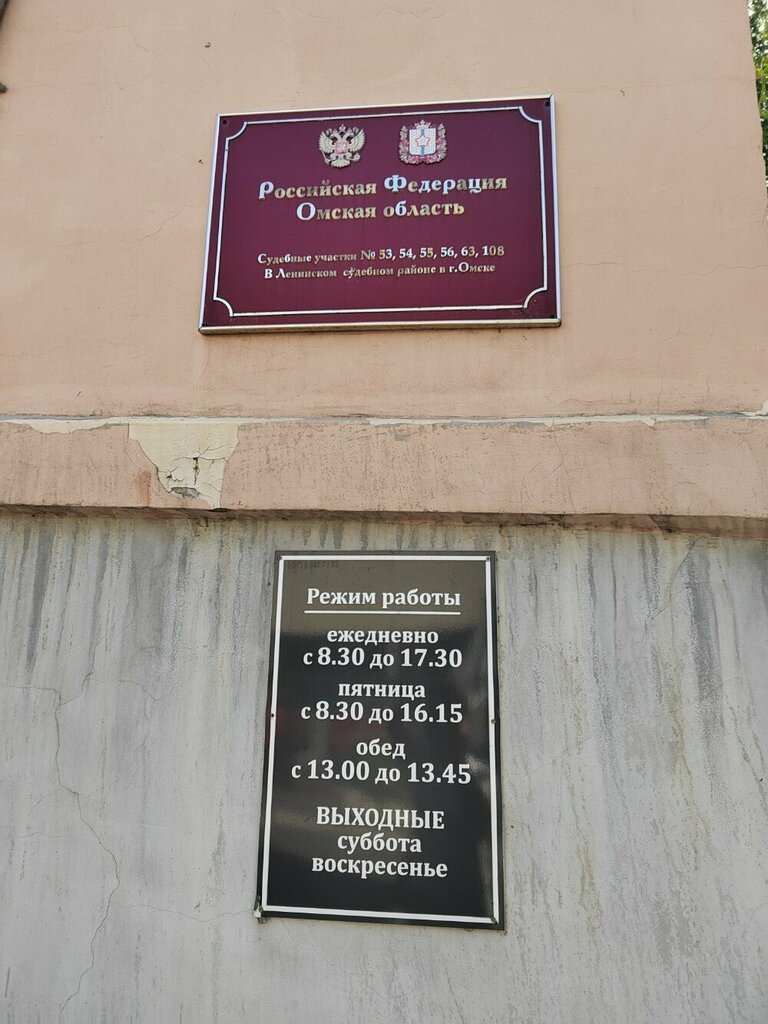 Российская Федерация
Омская область
Судебные участки № 53, 54, 55, 56, 63, 108
В Ленинском судебном районе в г.Омске
Режим работы
ежедневно
с 8.30 до 17.30
пятница
с 8.30 до 16.15
обед
с 13.00 до 13.45
ВЫХОДНЫЕ
суббота
воскресенье